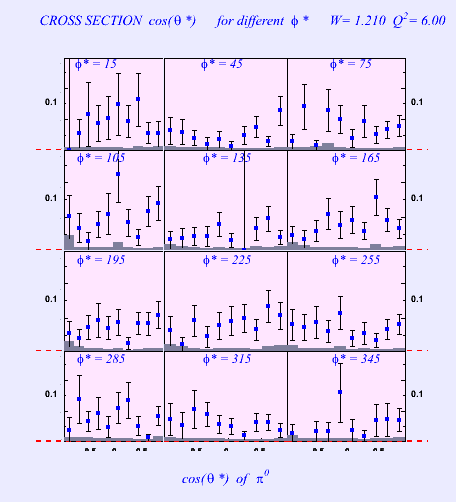 CROSS SECTION cos(θ *) for different ϕ * W= 1.210 Q²= 6.00
ϕ* = 15 ϕ* = 45 ϕ* = 75
0.1 0.1
ϕ* = 105 ϕ* = 135 ϕ* = 165
0.1 0.1
ϕ* = 195 ϕ* = 225 ϕ* = 255
0.1 0.1
ϕ* = 285 ϕ* = 315 ϕ* = 345
0.1 0.1
cos(θ *) of π⁰